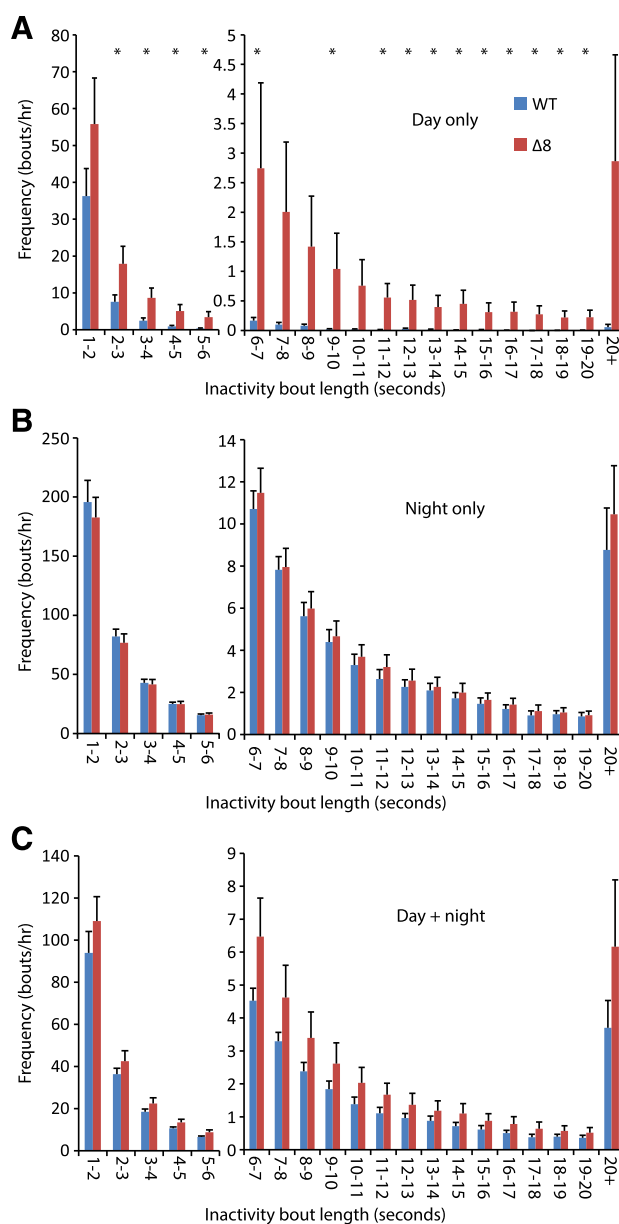 A
80
70
60
50
40
30
20
10
0
* * * * *
Frequency (bouts/hr)
1-2 2-3 3-4 4-5 5-6
5
4.5
4
3.5
3
2.5
2
1.5
1
0.5
0
* * * * * * * * * * *
Day only
WT
Δ8
6-7 7-8 8-9 9-10 10-11 11-12 12-13 13-14 14-15 15-16 16-17 17-18 18-19 19-20 20+
Inactivity bout length (seconds)
B
250
200
150
100
50
0
Frequency (bouts/hr)
1-2 2-3 3-4 4-5 5-6
14
12
10
8
6
4
2
0
Night only
6-7 7-8 8-9 9-10 10-11 11-12 12-13 13-14 14-15 15-16 16-17 17-18 18-19 19-20 20+
Inactivity bout length (seconds)
C
140
120
100
80
60
40
20
0
Frequency (bouts/hr)
1-2 2-3 3-4 4-5 5-6
9
8
7
6
5
4
3
2
1
0
Day + night
6-7 7-8 8-9 9-10 10-11 11-12 12-13 13-14 14-15 15-16 16-17 17-18 18-19 19-20 20+
Inactivity bout length (seconds)